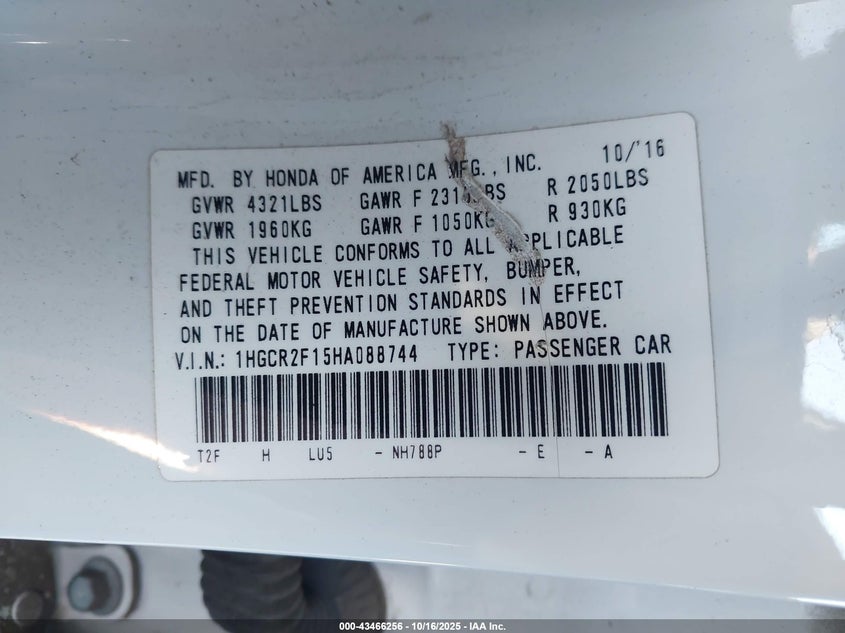 MFD. BY HONDA OF AMERICA MFG., INC. 10/'16
GVWR 4321LBS GAWR F R 2050LBS
GVWR 1960KG GAWR F 1050KG R 930KG
THIS VEHICLE CONFORMS TO ALL APPLICABLE
FEDERAL MOTOR VEHICLE SAFETY, BUMPER,
AND THEFT PREVENTION STANDARDS IN EFFECT
ON THE DATE OF MANUFACTURE SHOWN ABOVE.
V.I.N.: 1HGCR2F15HA088744 TYPE: PASSENGER CAR
T2F H LU5 - NH788P - E - A
000-43466256 - 10/16/2025 - IAA Inc.